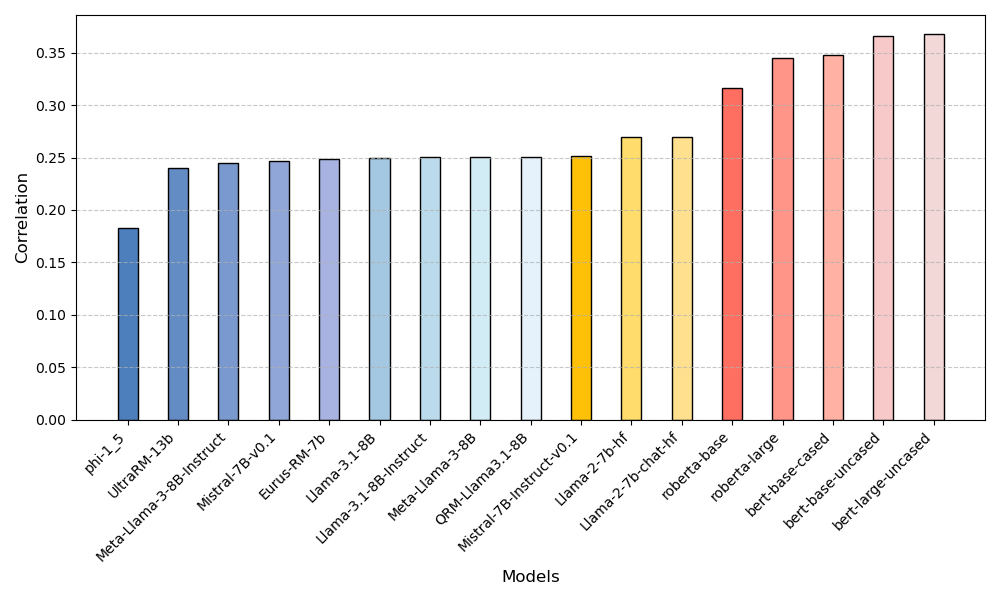 Correlation
0.35
0.30
0.25
0.20
0.15
0.10
0.05
0.00
phi-1_5
UltraRM-13b
Meta-Llama-3-8B-Instruct
Mistral-7B-v0.1
Eurus-RM-7b
Llama-3.1-8B
Llama-3.1-8B-Instruct
Meta-Llama-3-8B
QRM-Llama3.1-8B
Mistral-7B-Instruct-v0.1
Llama-2-7b-hf
Llama-2-7b-chat-hf
roberta-base
roberta-large
bert-base-cased
bert-base-uncased
bert-large-uncased
Models